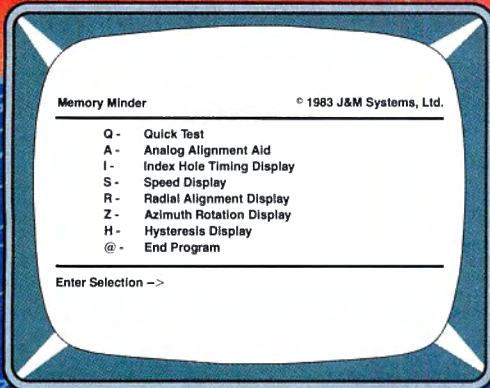 Memory Minder © 1983 J&M Systems, Ltd.
Q - Quick Test
A - Analog Alignment Aid
I - Index Hole Timing Display
S - Speed Display
R - Radial Alignment Display
Z - Azimuth Rotation Display
H - Hysteresis Display
@ - End Program
Enter Selection –>